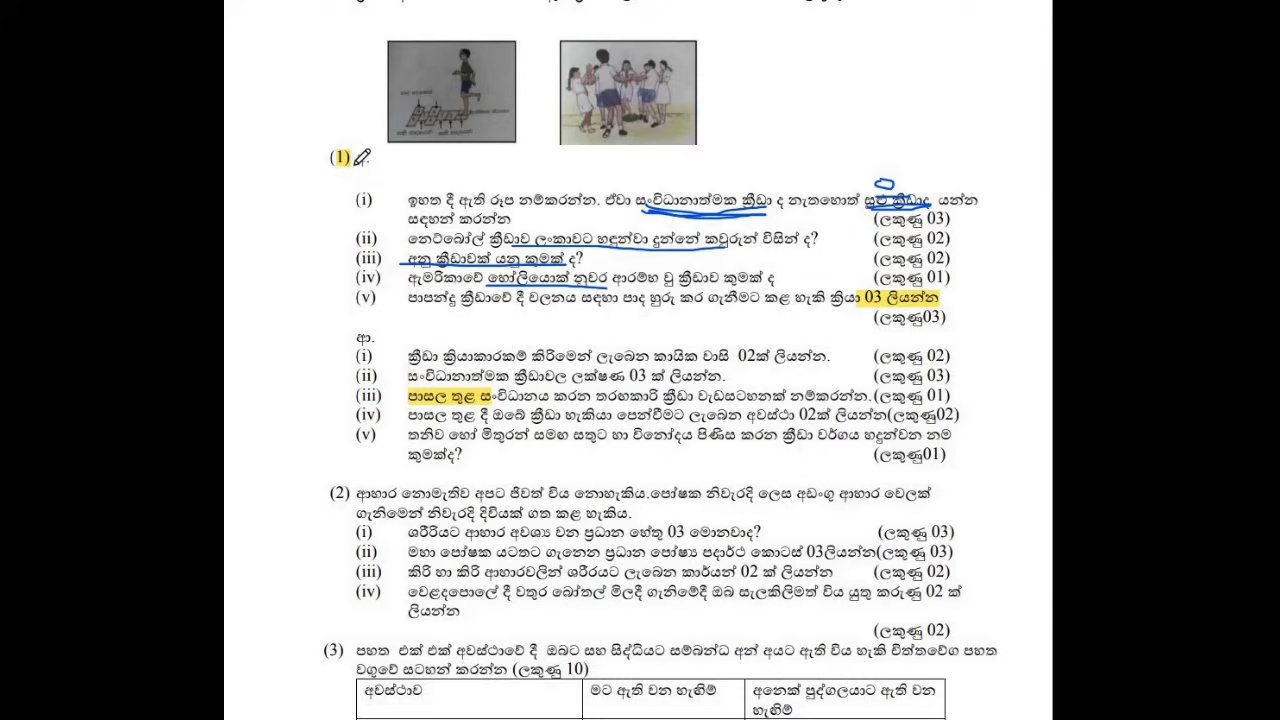 (1)
(i) ඉහත දී ඇති රූප නම්කරන්න. ඒවා සංවිධානාත්මක ක්‍රීඩා ද නැතහොත් සුළු ක්‍රීඩාද යන්න
සඳහන් කරන්න (ලකුණු 03)
(ii) නෙට්බෝල් ක්‍රීඩාව ලංකාවට හඳුන්වා දුන්නේ කවුරුන් විසින් ද? (ලකුණු 02)
(iii) අනු ක්‍රීඩාවක් යනු කුමක් ද? (ලකුණු 02)
(iv) ඇමරිකාවේ හෝලියොක් නුවර ආරම්භ වු ක්‍රීඩාව කුමක් ද (ලකුණු 01)
(v) පාපන්දු ක්‍රීඩාවේ දී චලනය සඳහා පාද හුරු කර ගැනීමට කළ හැකි ක්‍රියා 03 ලියන්න
(ලකුණු03)
ආ.
(i) ක්‍රීඩා ක්‍රියාකාරකම් කිරිමෙන් ලැබෙන කායික වාසි 02ක් ලියන්න. (ලකුණු 02)
(ii) සංවිධානාත්මක ක්‍රීඩාවල ලක්ෂණ 03 ක් ලියන්න. (ලකුණු 03)
(iii) පාසල තුළ සංවිධානය කරන තරඟකාරි ක්‍රීඩා වැඩසටහනක් නම්කරන්න. (ලකුණු 01)
(iv) පාසල තුළ දී ඔබේ ක්‍රීඩා හැකියා පෙන්වීමට ලැබෙන අවස්ථා 02ක් ලියන්න(ලකුණු02)
(v) තනිව හෝ මිතුරන් සමඟ සතුට හා විනෝදය පිණිස කරන ක්‍රීඩා වර්ගය හඳුන්වන නම
කුමක්ද? (ලකුණු01)
(2) ආහාර නොමැතිව අපට ජිවත් විය නොහැකිය.පෝෂක නිවැරදි ලෙස අඩංගු ආහාර වේලක්
ගැනිමෙන් නිවැරදි දිවියක් ගත කළ හැකිය.
(i) ශරීරියට ආහාර අවශ්‍ය වන ප්‍රධාන හේතු 03 මොනවාද? (ලකුණු 03)
(ii) මහා පෝෂක යටතට ගැනෙන ප්‍රධාන පෝෂ්‍ය පදාර්ථ කොටස් 03ලියන්න(ලකුණු 03)
(iii) කිරි හා කිරි ආහාරවලින් ශරීරයට ලැබෙන කාර්යන් 02 ක් ලියන්න (ලකුණු 02)
(iv) වෙළදපොලේ දී වතුර බෝතල් මිලදී ගැනිමේදී ඔබ සැලකිලිමත් විය යුතු කරුණු 02 ක්
ලියන්න
(ලකුණු 02)
(3) පහත එක් එක් අවස්ථාවේ දී ඔබට සහ සිද්ධියට සම්බන්ධ අන් අයට ඇති විය හැකි චිත්තවේග පහත
වගුවේ සටහන් කරන්න (ලකුණු 10)
අවස්ථාව මට ඇති වන හැඟිම් අනෙක් පුද්ගලයාට ඇති වන
හැඟිම්